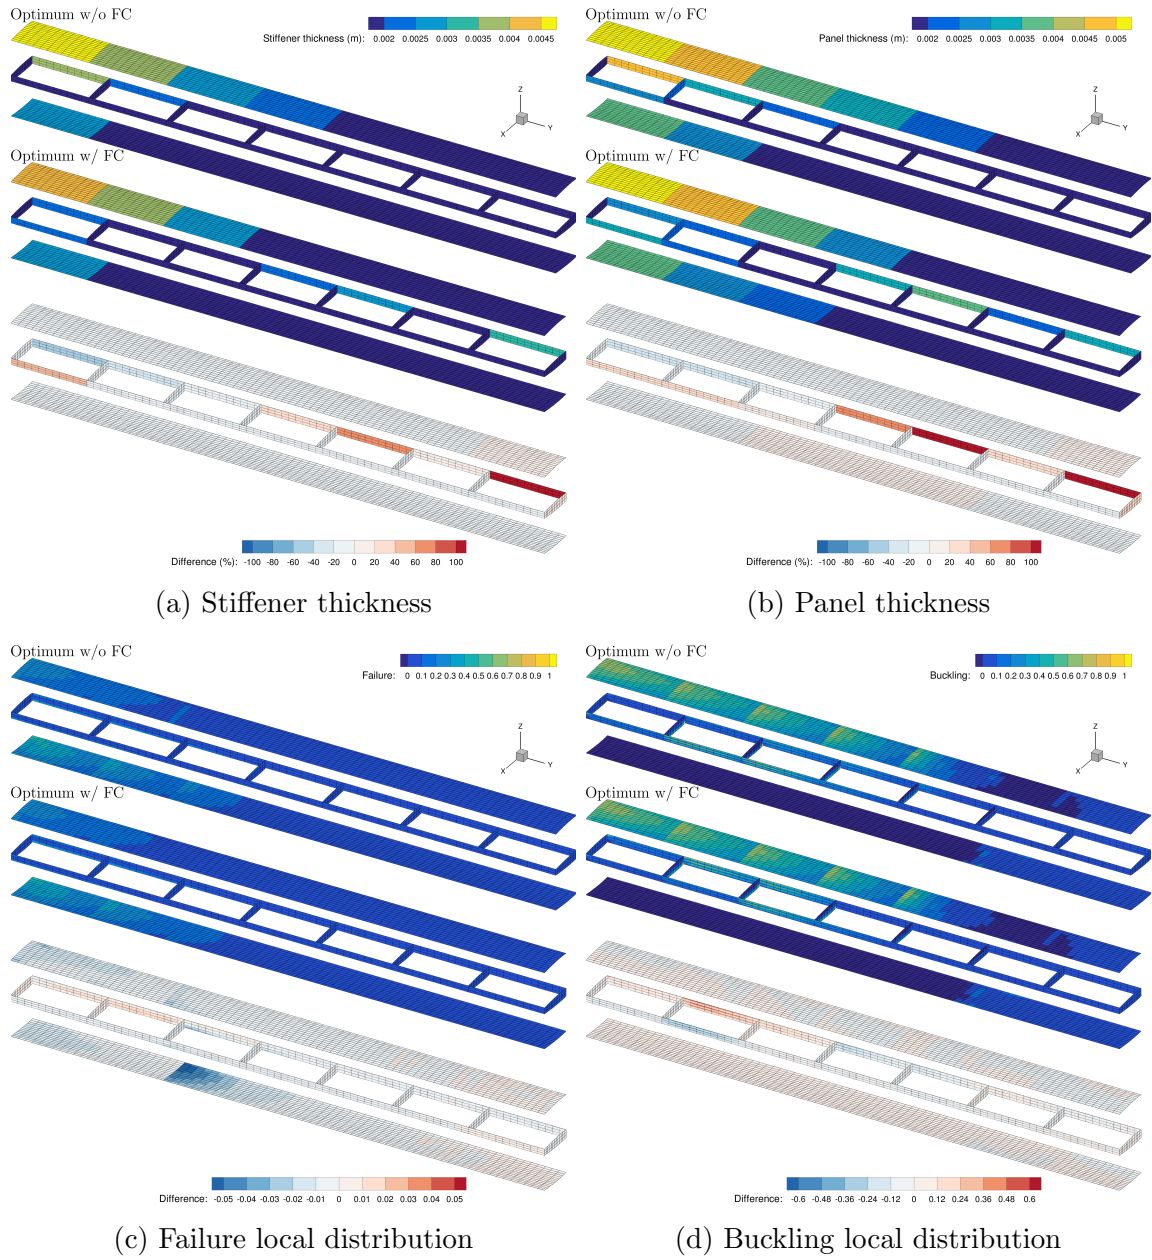 Optimum w/o FC
Stiffener thickness (m)
0.002 0.0025 0.003 0.0035 0.004 0.0045
Z
X
Y
Optimum w/ FC
Difference (%):
-100 -80 -60 -40 -20 0 20 40 60 80 100
(a) Stiffener thickness
Optimum w/o FC
Panel thickness (m):
0.002 0.0025 0.003 0.0035 0.004 0.0045 0.005
Z
X
Y
Optimum w/ FC
Difference (%):
-100 -80 -60 -40 -20 0 20 40 60 80 100
(b) Panel thickness
Optimum w/o FC
Failure: 0 0.1 0.2 0.3 0.4 0.5 0.6 0.7 0.8 0.9 1
Z
X
Y
Optimum w/ FC
Difference: -0.05 -0.04 -0.03 -0.02 -0.01 0 0.01 0.02 0.03 0.04 0.05
(c) Failure local distribution
Optimum w/o FC
Buckling: 0 0.1 0.2 0.3 0.4 0.5 0.6 0.7 0.8 0.9 1
Z
X
Y
Optimum w/ FC
Difference: -0.6 -0.48 -0.36 -0.24 -0.12 0 0.12 0.24 0.36 0.48 0.6
(d) Buckling local distribution